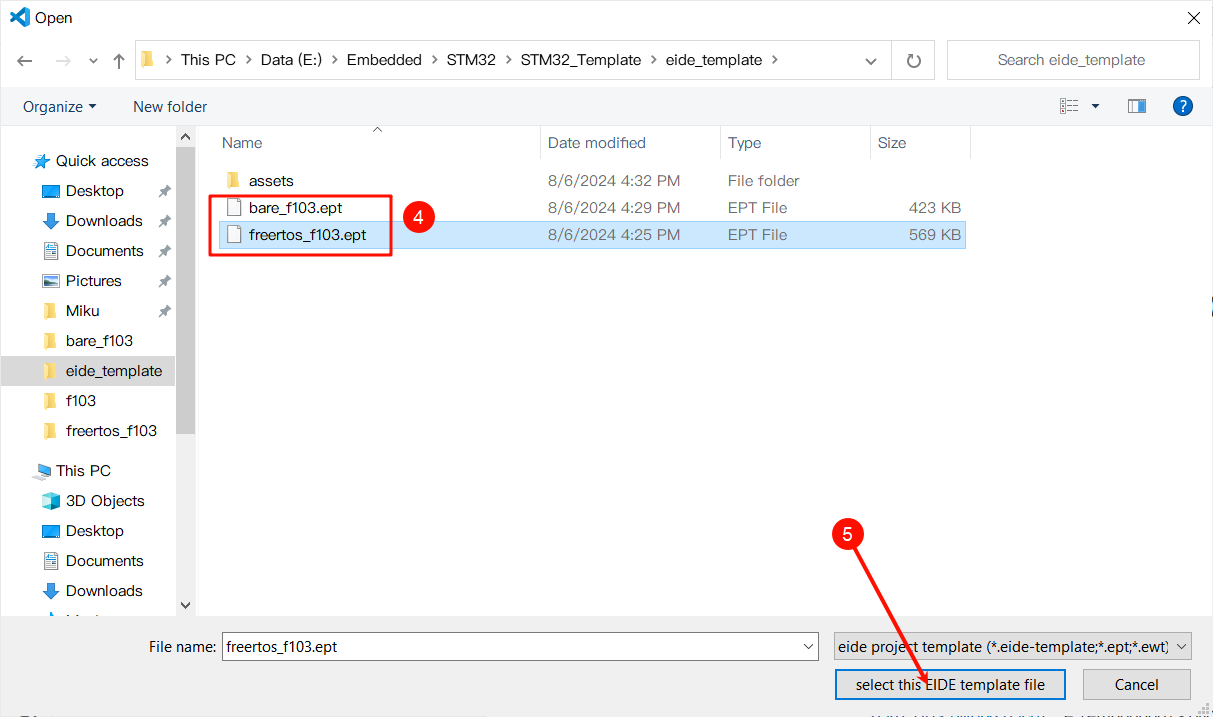 Open
This PC > Data (E:) > Embedded > STM32 > STM32_Template > eide_template >
Search eide_template
Organize
New folder
?
Name Date modified Type Size
Quick access
Desktop
Downloads
Documents
Pictures
Miku
bare_f103
eide_template
f103
freertos_f103
This PC
3D Objects
Desktop
Documents
Downloads
assets 8/6/2024 4:32 PM File folder
bare_f103.ept 8/6/2024 4:29 PM EPT File 423 KB
freertos_f103.ept 8/6/2024 4:25 PM EPT File 569 KB
4
5
File name: freertos_f103.ept
eide project template (*.eide-template;*.ept;*.ewt)
select this EIDE template file
Cancel